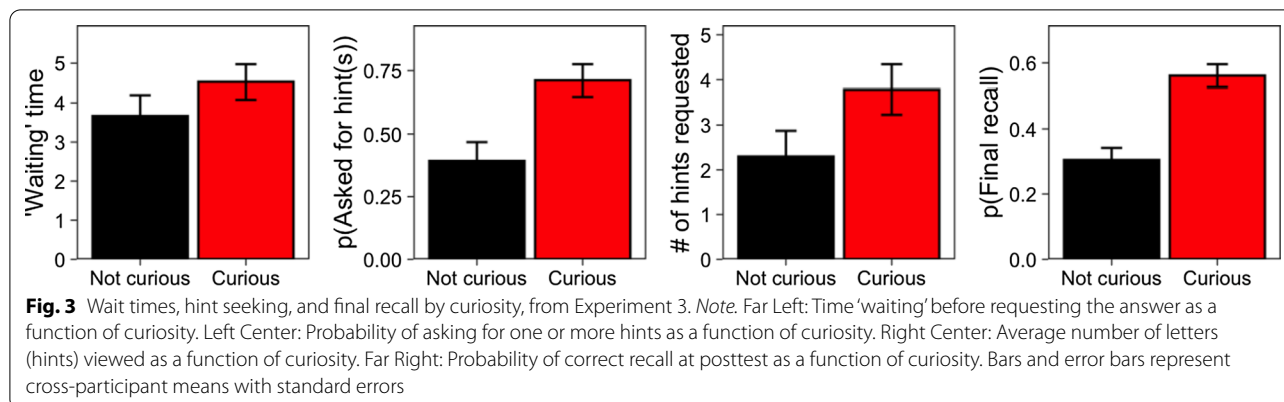 'Waiting' time
5
4
3
2
1
0
Not curious Curious
p(Asked for hint(s))
0.75
0.50
0.25
0.00
Not curious Curious
# of hints requested
5
4
3
2
1
0
Not curious Curious
p(Final recall)
0.6
0.4
0.2
0.0
Not curious Curious
Fig. 3 Wait times, hint seeking, and final recall by curiosity, from Experiment 3. Note. Far Left: Time ‘waiting’ before requesting the answer as a
function of curiosity. Left Center: Probability of asking for one or more hints as a function of curiosity. Right Center: Average number of letters
(hints) viewed as a function of curiosity. Far Right: Probability of correct recall at posttest as a function of curiosity. Bars and error bars represent
cross-participant means with standard errors